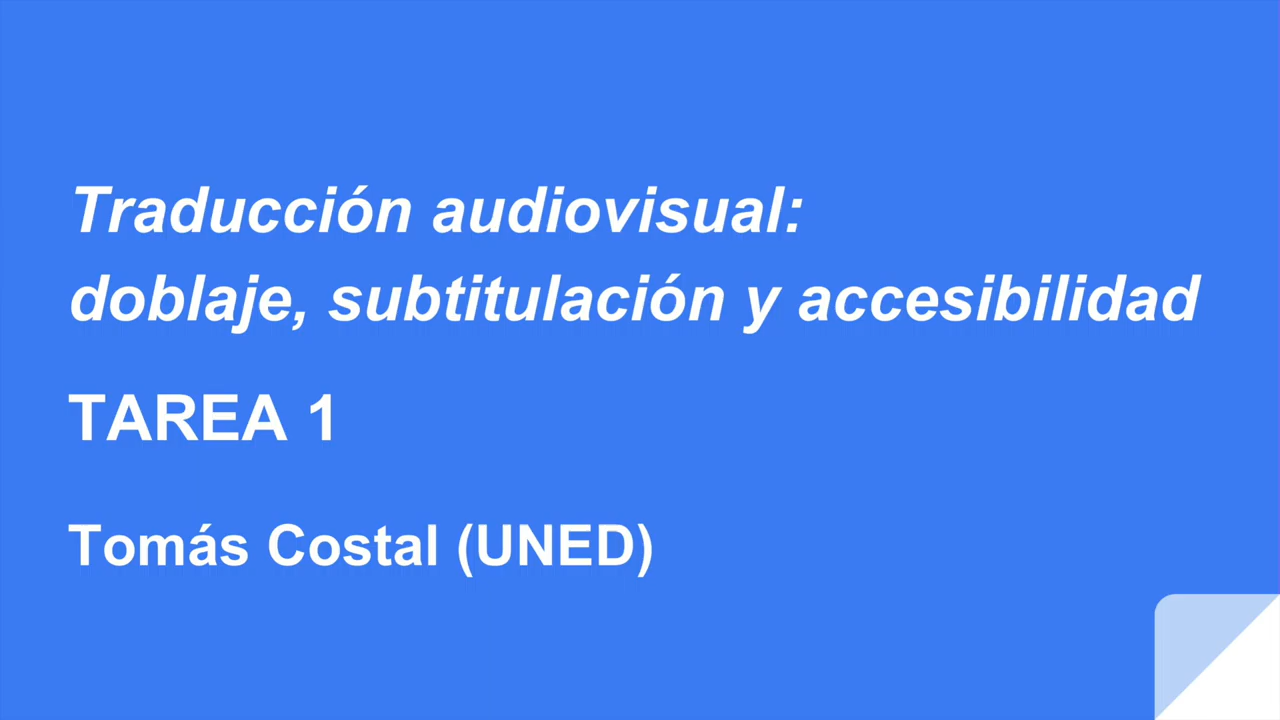 Traducción audiovisual:
doblaje, subtitulación y accesibilidad
TAREA 1
Tomás Costal (UNED)